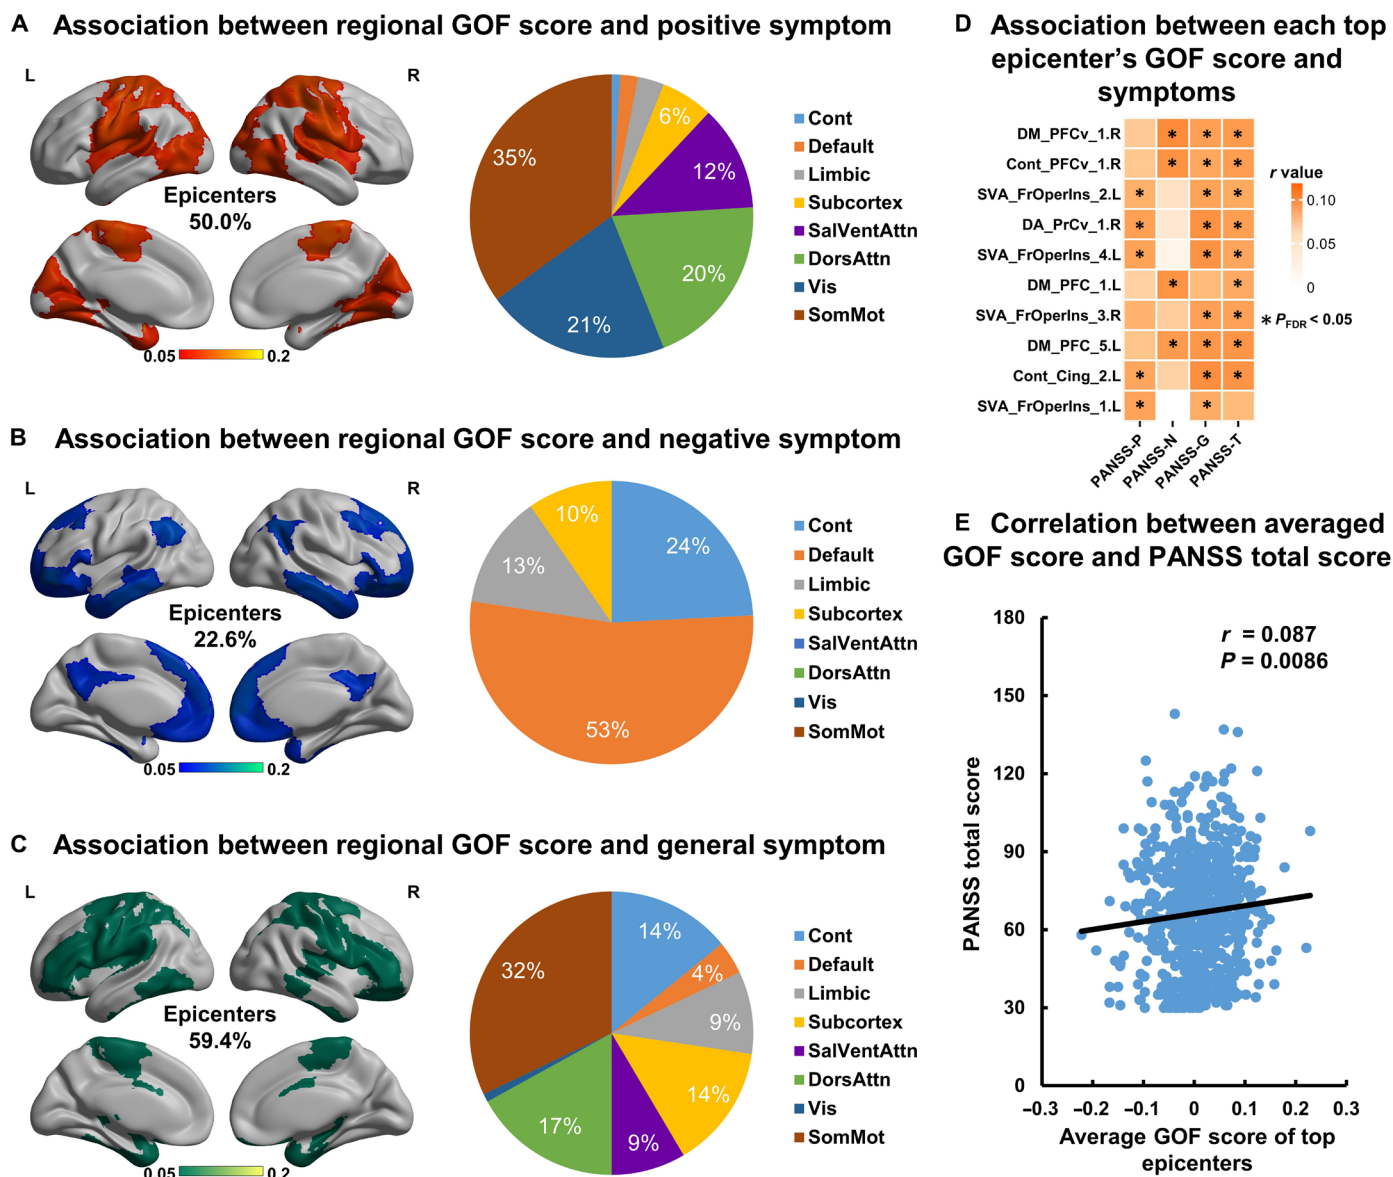 A Association between regional GOF score and positive symptom
L
R
Epicenters
50.0%
0.05
0.2
6%
12%
20%
21%
35%
Cont
Default
Limbic
Subcortex
SalVentAttn
DorsAttn
Vis
SomMot
B Association between regional GOF score and negative symptom
L
R
Epicenters
22.6%
0.05
0.2
10%
24%
13%
53%
Cont
Default
Limbic
Subcortex
SalVentAttn
DorsAttn
Vis
SomMot
C Association between regional GOF score and general symptom
L
R
Epicenters
59.4%
0.05
0.2
14%
4%
9%
14%
9%
17%
32%
Cont
Default
Limbic
Subcortex
SalVentAttn
DorsAttn
Vis
SomMot
D Association between each top
epicenter's GOF score and
symptoms
DM_PFCv_1.R * * *
Cont_PFCv_1.R * * *
SVA_FrOperIns_2.L * * *
DA_PrCv_1.R * * *
SVA_FrOperIns_4.L * * *
DM_PFC_1.L * *
SVA_FrOperIns_3.R * *
DM_PFC_5.L * * *
Cont_Cing_2.L * * *
SVA_FrOperIns_1.L * *
PANSS-P
PANSS-N
PANSS-G
PANSS-T
r value
0.10
0.05
0
* PFDR < 0.05
E Correlation between averaged
GOF score and PANSS total score
r = 0.087
P = 0.0086
PANSS total score
180
150
120
90
60
30
0
−0.3 −0.2 −0.1 0 0.1 0.2 0.3
Average GOF score of top
epicenters